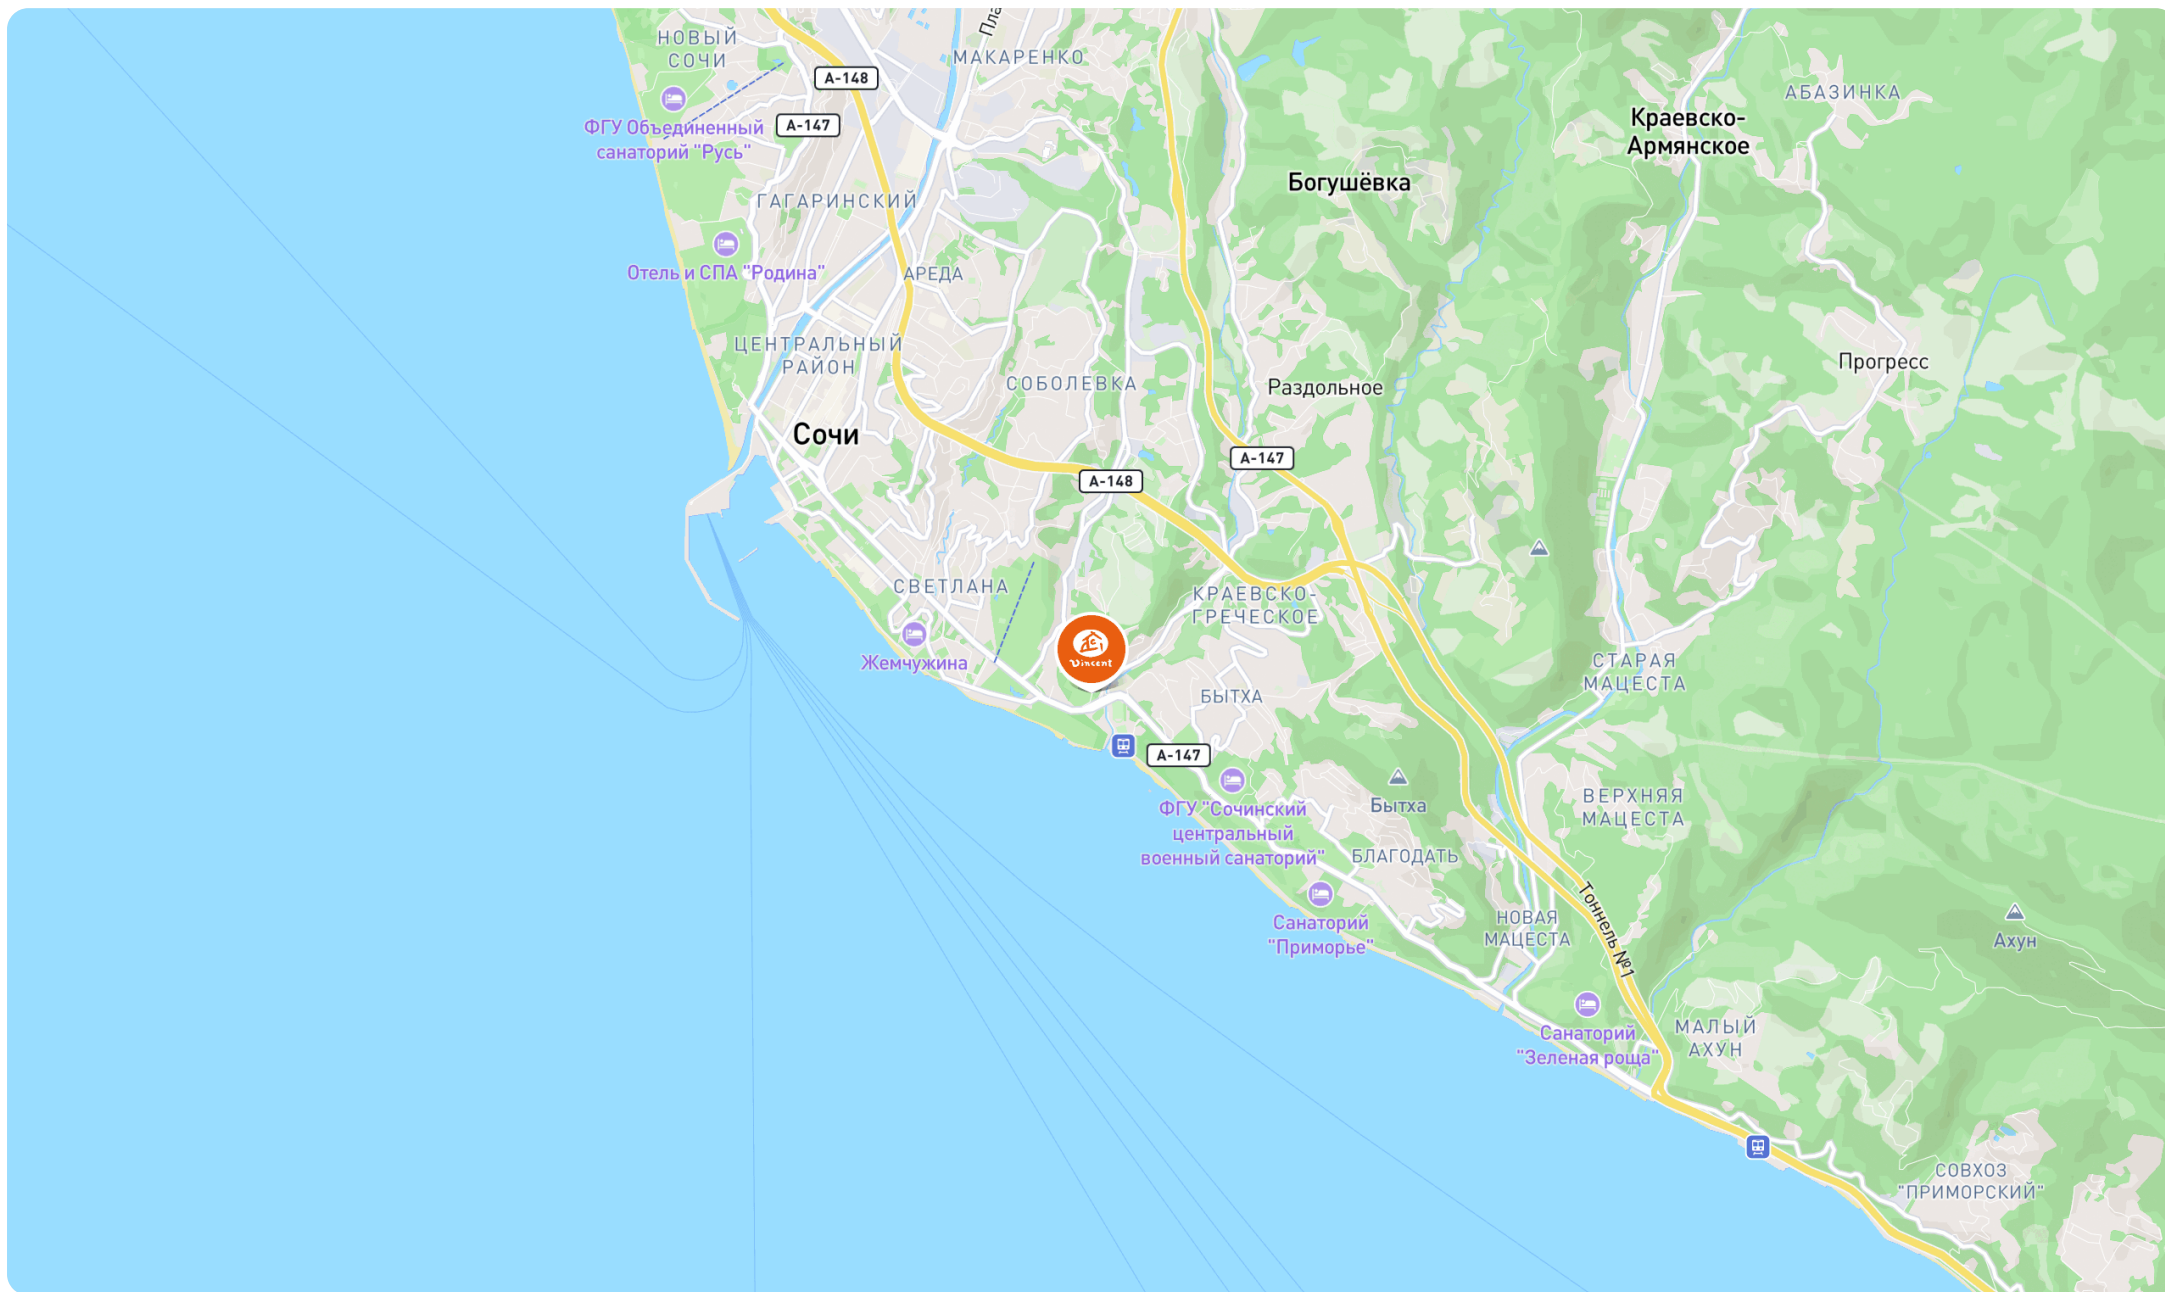 НОВЫЙ
СОЧИ
МАКАРЕНКО
Пла
А-148
А-147
ФГУ Объединенный
санаторий "Русь"
АБАЗИНКА
Краевско-
Армянское
Богушёвка
ГАГАРИНСКИЙ
Отель и СПА "Родина"
АРЕДА
ЦЕНТРАЛЬНЫЙ
РАЙОН
СОБОЛЕВКА
Раздольное
Прогресс
Сочи
А-147
А-148
СВЕТЛАНА
КРАЕВСКО-
ГРЕЧЕСКОЕ
Vincent
Жемчужина
БЫТХА
СТАРАЯ
МАЦЕСТА
А-147
ФГУ "Сочинский
центральный
военный санаторий"
Бытха
ВЕРХНЯЯ
МАЦЕСТА
БЛАГОДАТЬ
Санаторий
"Приморье"
НОВАЯ
МАЦЕСТА
Тоннель №1
Ахун
Санаторий
"Зеленая роща"
МАЛЫЙ
АХУН
СОВХОЗ
"ПРИМОРСКИЙ"